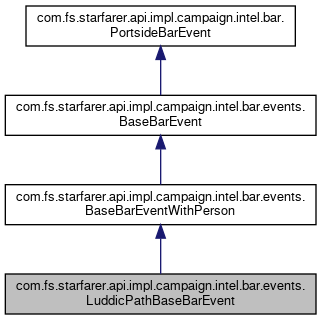 com.fs.starfarer.api.impl.campaign.intel.bar.
PortsideBarEvent
com.fs.starfarer.api.impl.campaign.intel.bar.events.
BaseBarEvent
com.fs.starfarer.api.impl.campaign.intel.bar.events.
BaseBarEventWithPerson
com.fs.starfarer.api.impl.campaign.intel.bar.events.
LuddicPathBaseBarEvent